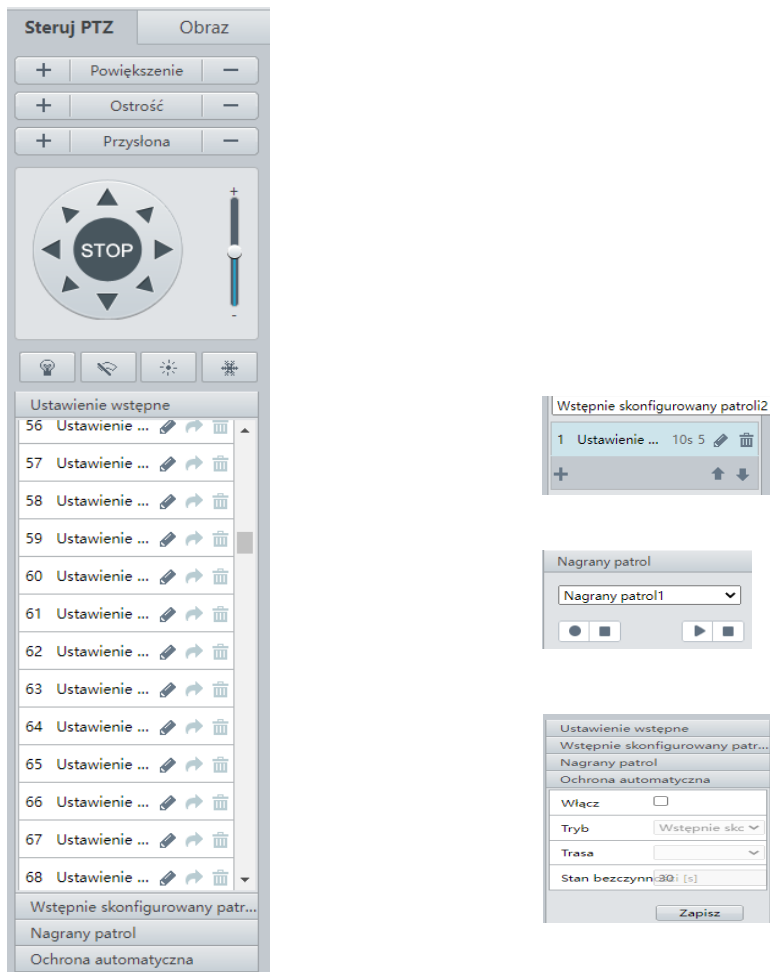 Steruj PTZ Obraz
+ Powiększenie −
+ Ostrość −
+ Przysłona −
+
STOP
-
Ustawienie wstępne
56 Ustawienie ...
57 Ustawienie ...
58 Ustawienie ...
59 Ustawienie ...
60 Ustawienie ...
61 Ustawienie ...
62 Ustawienie ...
63 Ustawienie ...
64 Ustawienie ...
65 Ustawienie ...
66 Ustawienie ...
67 Ustawienie ...
68 Ustawienie ...
Wstępnie skonfigurowany patr...
Nagrany patrol
Ochrona automatyczna
Wstępnie skonfigurowany patroli2
1 Ustawienie ... 10s 5
+
Nagrany patrol
Nagrany patrol1
Ustawienie wstępne
Wstępnie skonfigurowany patr...
Nagrany patrol
Ochrona automatyczna
Włącz
Tryb Wstępnie skc
Trasa
Stan bezczynn 30 [s]
Zapisz